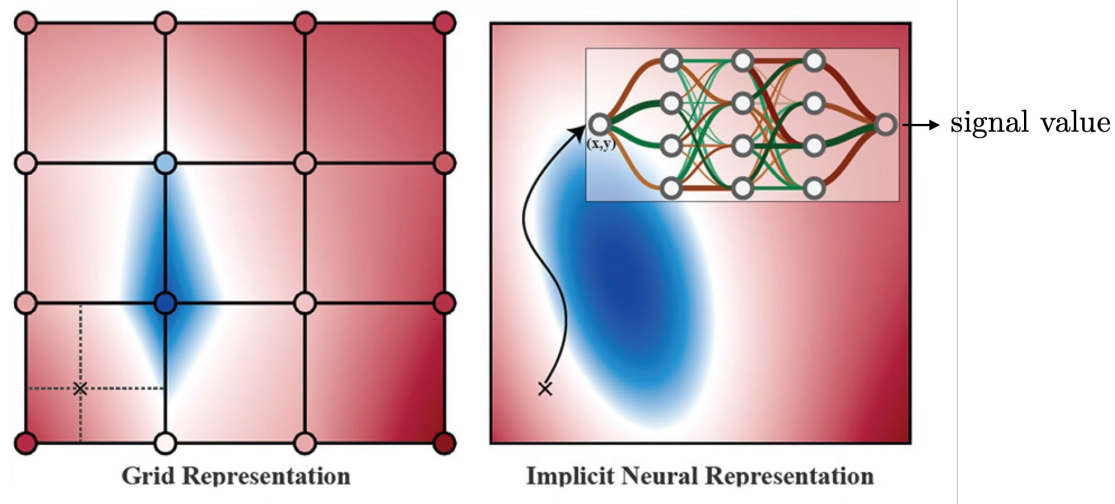 (x,y)
signal value
Grid Representation
Implicit Neural Representation